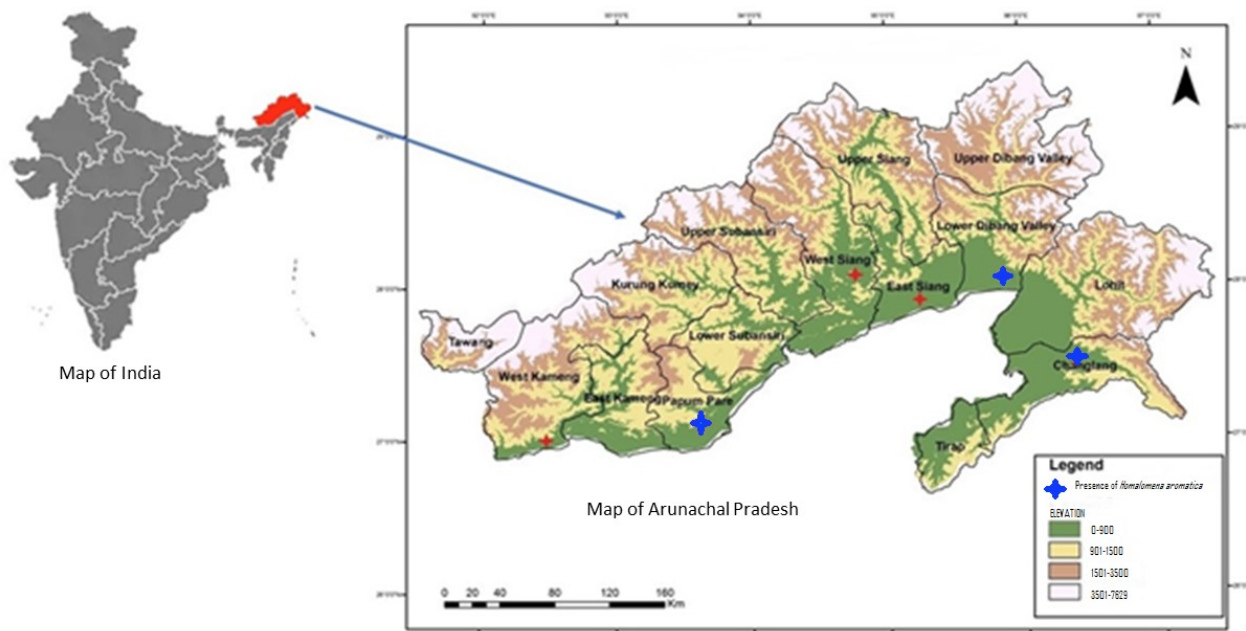 N
Upper Siang
Upper Dibang Valley
Upper Subansiri
Lower Dibang Valley
West Siang
East Siang
Kurung Kumey
Lohit
Lower Subansiri
Tawang
Changlang
West Kameng
East Kameng
Papum Pare
Tirap
Map of India
Map of Arunachal Pradesh
Legend
Presence of Homalomena aromatica
ELEVATION
0-900
901-1500
1501-3500
3501-7629
0 20 40 80 120 160
Km